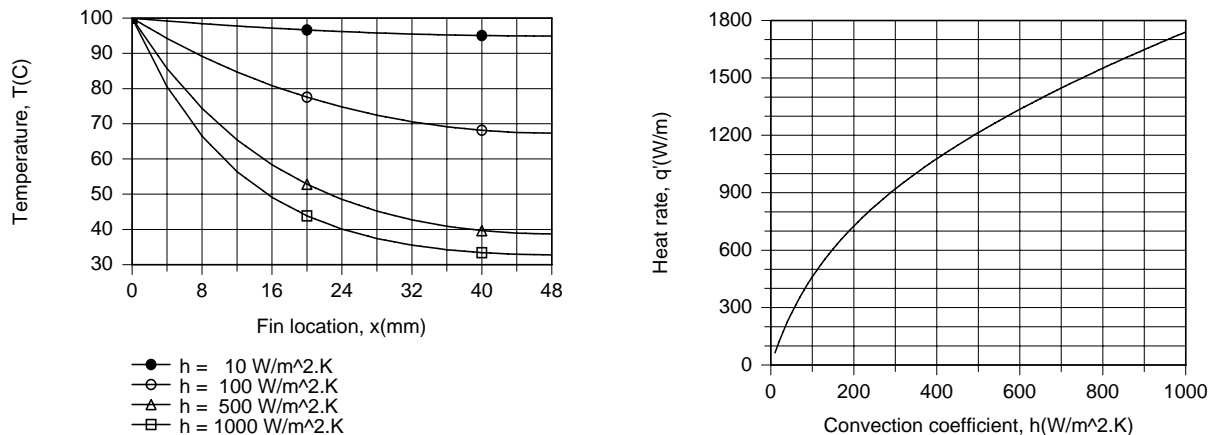 Temperature, T(C)
100
90
80
70
60
50
40
30
0 8 16 24 32 40 48
Fin location, x(mm)
h = 10 W/m^2.K
h = 100 W/m^2.K
h = 500 W/m^2.K
h = 1000 W/m^2.K
Heat rate, q'(W/m)
1800
1500
1200
900
600
300
0
0 200 400 600 800 1000
Convection coefficient, h(W/m^2.K)